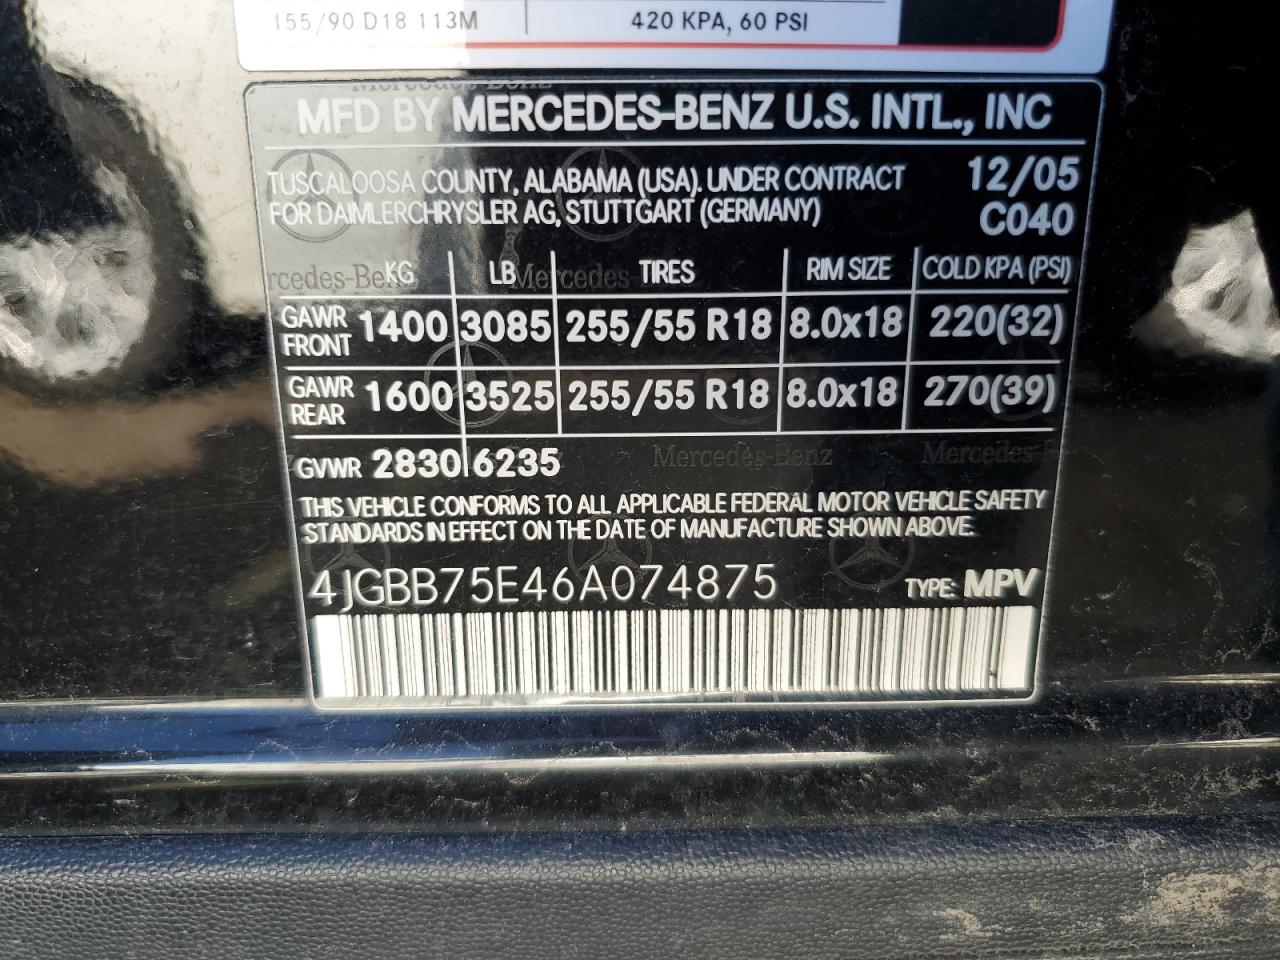 155/90 D18 113M 420 KPA, 60 PSI
MFD BY MERCEDES-BENZ U.S. INTL., INC
TUSCALOOSA COUNTY, ALABAMA (USA). UNDER CONTRACT 12/05
FOR DAIMLERCHRYSLER AG, STUTTGART (GERMANY) C040
KG LB TIRES RIM SIZE COLD KPA (PSI)
GAWR FRONT 1400 3085 255/55 R18 8.0x18 220(32)
GAWR REAR 1600 3525 255/55 R18 8.0x18 270(39)
GVWR 2830 6235
Mercedes-Benz
THIS VEHICLE CONFORMS TO ALL APPLICABLE FEDERAL MOTOR VEHICLE SAFETY
STANDARDS IN EFFECT ON THE DATE OF MANUFACTURE SHOWN ABOVE.
4JGBB75E46A074875 TYPE: MPV